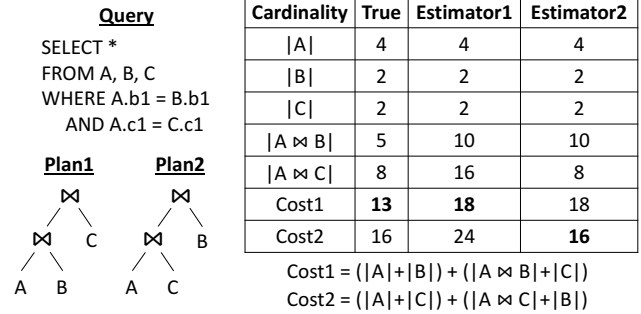 Query
SELECT *
FROM A, B, C
WHERE A.b1 = B.b1
AND A.c1 = C.c1
Plan1 Plan2
⋈ ⋈
⋈ C ⋈ B
A B A C
Cardinality True Estimator1 Estimator2
|A| 4 4 4
|B| 2 2 2
|C| 2 2 2
|A ⋈ B| 5 10 10
|A ⋈ C| 8 16 8
Cost1 13 18 18
Cost2 16 24 16
Cost1 = (|A|+|B|) + (|A ⋈ B|+|C|)
Cost2 = (|A|+|C|) + (|A ⋈ C|+|B|)